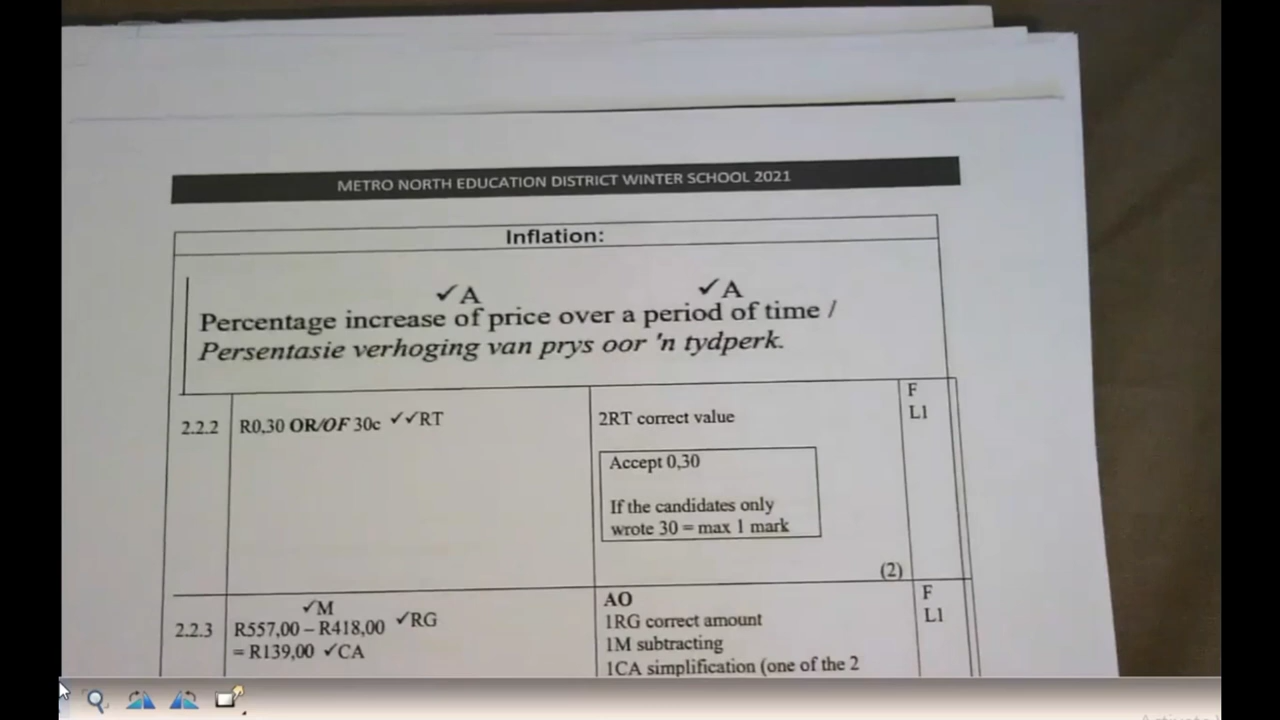 METRO NORTH EDUCATION DISTRICT WINTER SCHOOL 2021
Inflation:
✓A ✓A
Percentage increase of price over a period of time /
Persentasie verhoging van prys oor 'n tydperk.
2.2.2 R0,30 OR/OF 30c ✓✓RT 2RT correct value F
L1
Accept 0,30
If the candidates only
wrote 30 = max 1 mark
(2)
2.2.3 ✓M AO F
R557,00 – R418,00 ✓RG 1RG correct amount L1
= R139,00 ✓CA 1M subtracting
1CA simplification (one of the 2